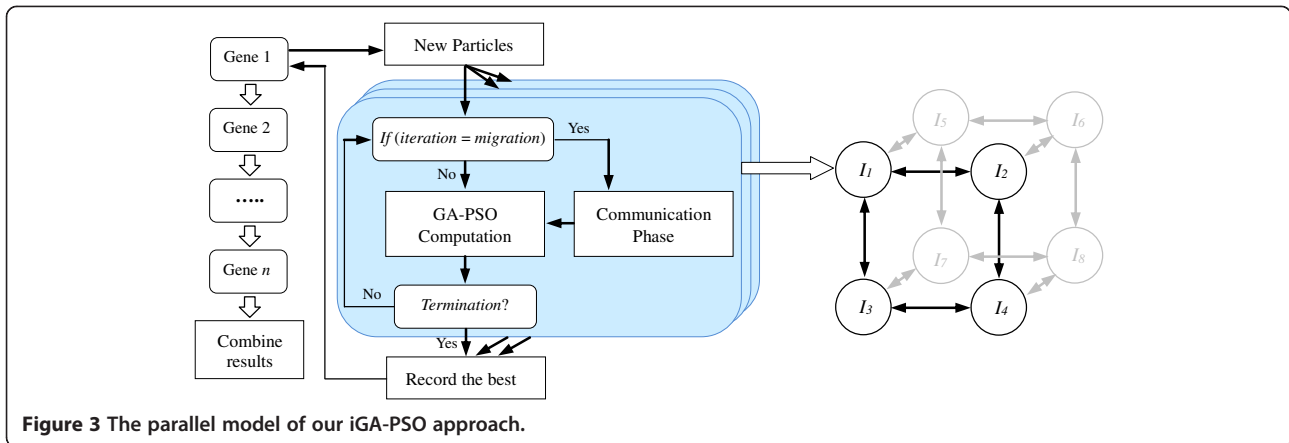 Gene 1
Gene 2
.....
Gene n
Combine
results
New Particles
If (iteration = migration)
Yes
No
GA-PSO
Computation
Communication
Phase
No
Termination?
Yes
Record the best
I5
I6
I1
I2
I7
I8
I3
I4
Figure 3 The parallel model of our iGA-PSO approach.